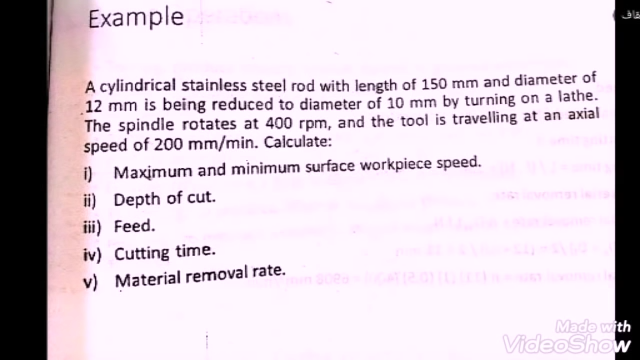 Example
A cylindrical stainless steel rod with length of 150 mm and diameter of
12 mm is being reduced to diameter of 10 mm by turning on a lathe.
The spindle rotates at 400 rpm, and the tool is travelling at an axial
speed of 200 mm/min. Calculate:
i) Maximum and minimum surface workpiece speed.
ii) Depth of cut.
iii) Feed.
iv) Cutting time.
v) Material removal rate.
Made with
VideoShow